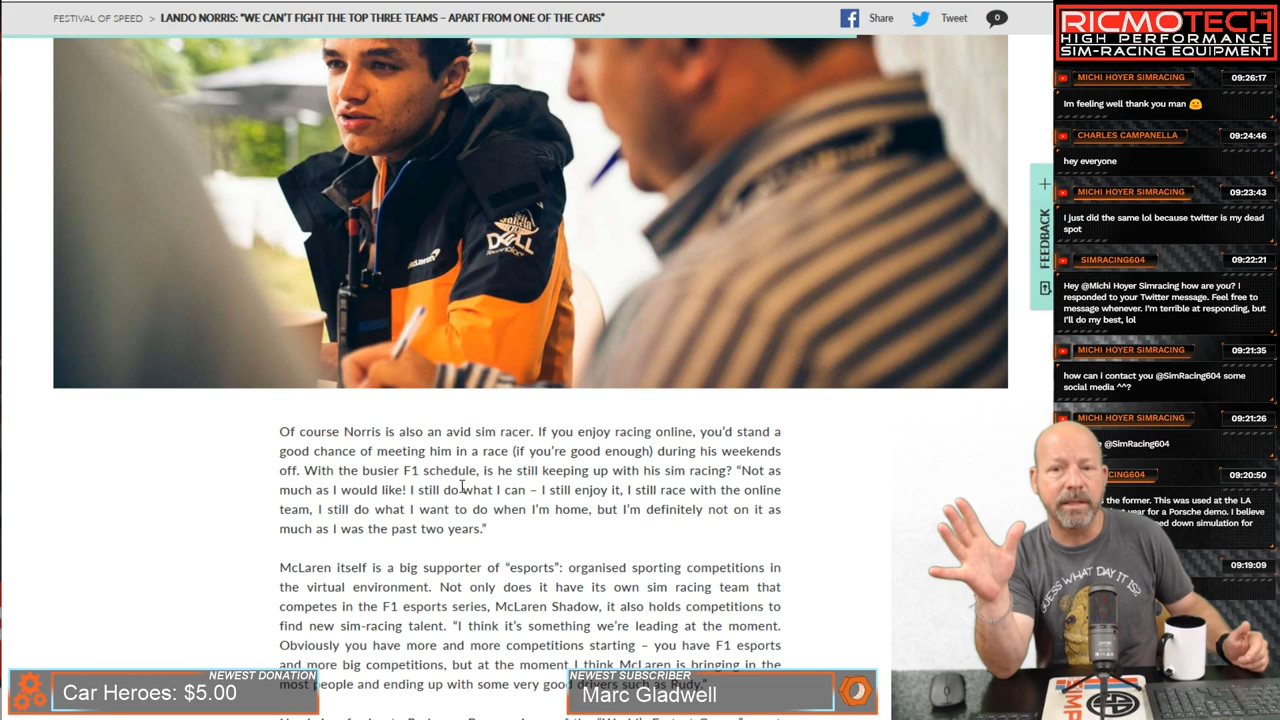 FESTIVAL OF SPEED > LANDO NORRIS: "WE CAN'T FIGHT THE TOP THREE TEAMS – APART FROM ONE OF THE CARS"
Share
Tweet
0
RICMOTECH
HIGH PERFORMANCE
SIM-RACING EQUIPMENT
MICHI HOYER SIMRACING 09:26:17
Im feeling well thank you man
CHARLES CAMPANELLA 09:24:46
hey everyone
MICHI HOYER SIMRACING 09:23:43
I just did the same lol because twitter is my dead
spot
SIMRACING604 09:22:21
Hey @Michi Hoyer Simracing how are you? I
responded to your Twitter message. Feel free to
message whenever. I'm terrible at responding, but
I'll do my best, lol
MICHI HOYER SIMRACING 09:21:35
how can i contact you @SimRacing604 some
social media ^^?
MICHI HOYER SIMRACING 09:21:26
@SimRacing604
604 09:20:50
the former. This was used at the LA
year for a Porsche demo. I believe
down simulation for
09:19:09
FEEDBACK
DELL
Technologies
McLaren
Of course Norris is also an avid sim racer. If you enjoy racing online, you'd stand a
good chance of meeting him in a race (if you're good enough) during his weekends
off. With the busier F1 schedule, is he still keeping up with his sim racing? "Not as
much as I would like! I still do what I can – I still enjoy it, I still race with the online
team, I still do what I want to do when I'm home, but I'm definitely not on it as
much as I was the past two years."
McLaren itself is a big supporter of "esports": organised sporting competitions in
the virtual environment. Not only does it have its own sim racing team that
competes in the F1 esports series, McLaren Shadow, it also holds competitions to
find new sim-racing talent. "I think it's something we're leading at the moment.
Obviously you have more and more competitions starting – you have F1 esports
and more big competitions, but at the moment I think McLaren is bringing in the
most people and ending up with some very good drivers such as Rudy."
GUESS WHAT DAY IT IS?
NEWEST DONATION
Car Heroes: $5.00
NEWEST SUBSCRIBER
Marc Gladwell